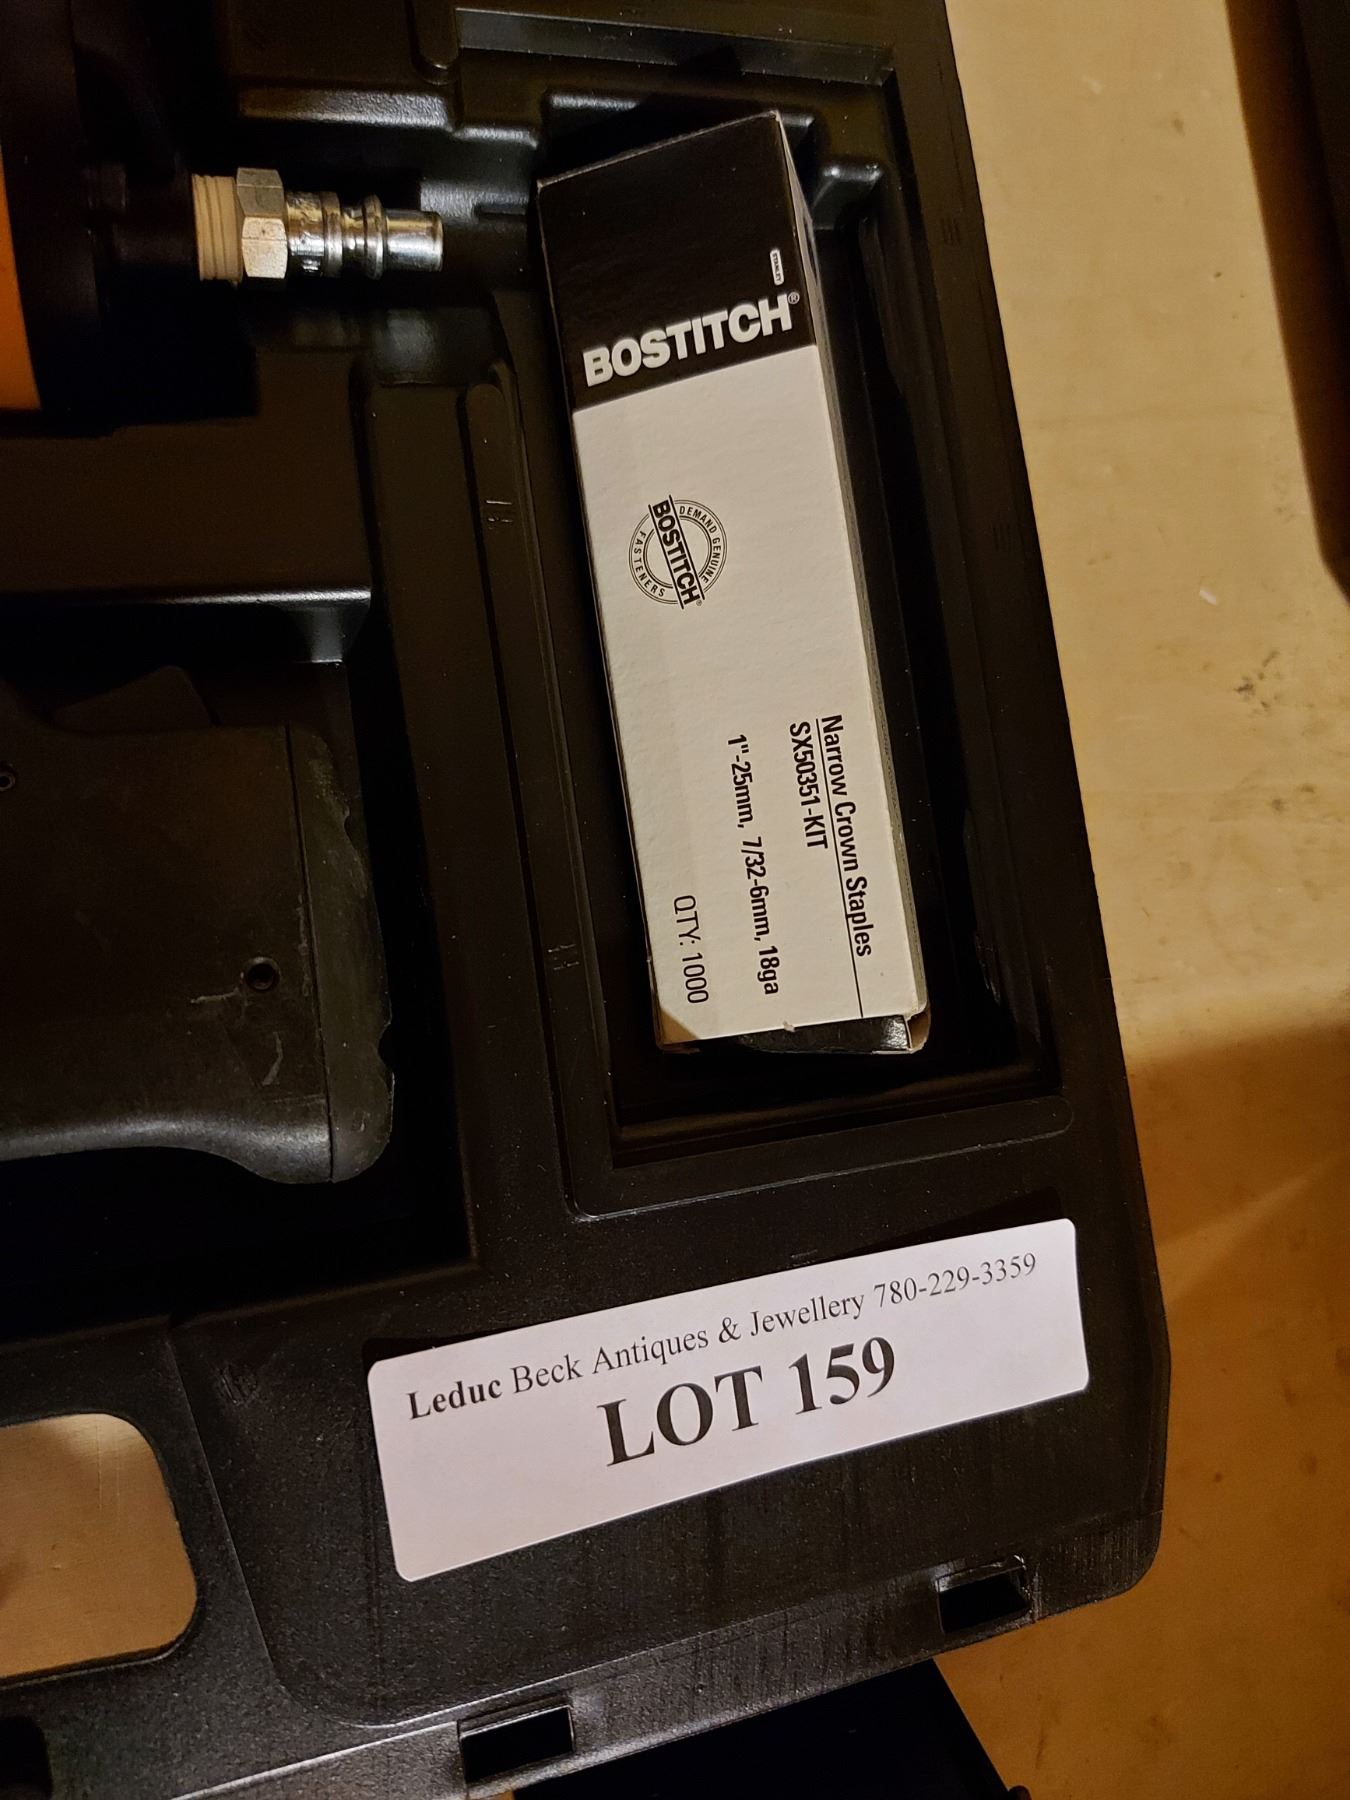 STANLEY
BOSTITCH®
DEMAND GENUINE
BOSTITCH®
FASTENERS
Narrow Crown Staples
SX50351-KIT
1"-25mm, 7/32-6mm, 18ga
QTY: 1000
Leduc Beck Antiques & Jewellery 780-229-3359
LOT 159